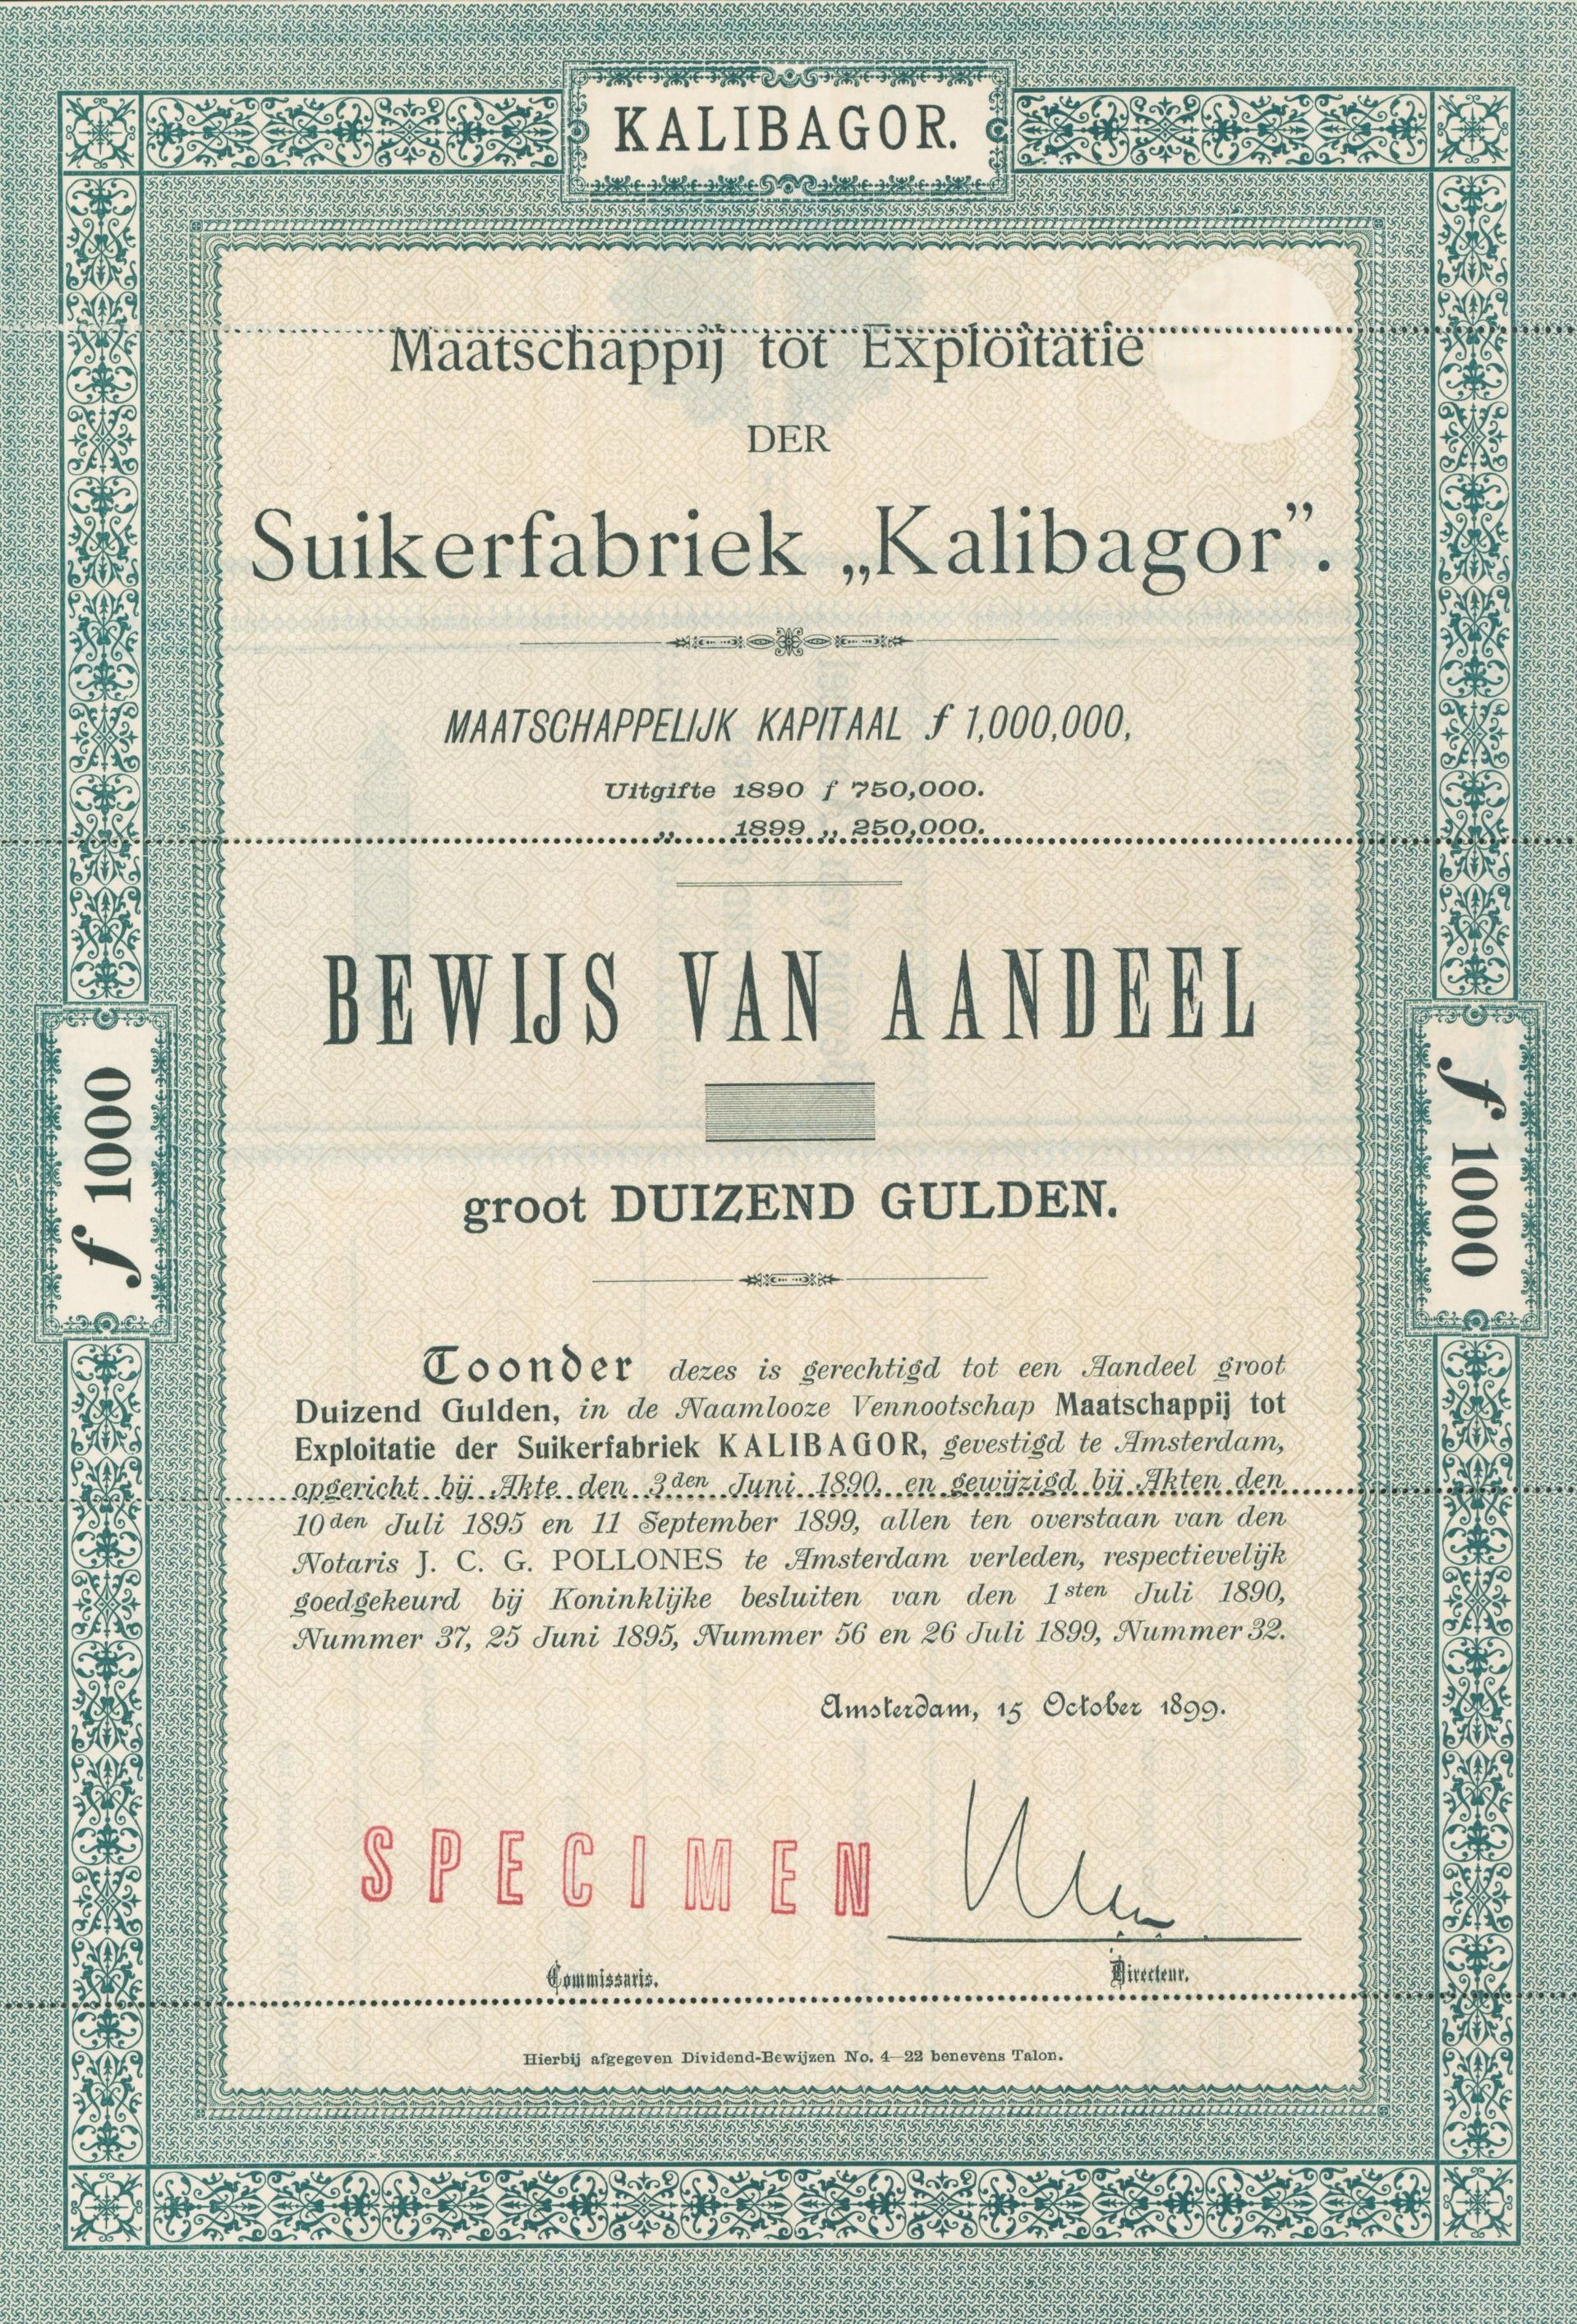 KALIBAGOR.
Maatschappij tot Exploitatie
DER
Suikerfabriek „Kalibagor”.
MAATSCHAPPELIJK KAPITAAL ƒ 1,000,000,
Uitgifte 1890 ƒ 750,000.
„ 1899 „ 250,000.
BEWIJS VAN AANDEEL
ƒ 1000
ƒ 1000
groot DUIZEND GULDEN.
Toonder dezes is gerechtigd tot een Aandeel groot
Duizend Gulden, in de Naamlooze Vennootschap Maatschappij tot
Exploitatie der Suikerfabriek KALIBAGOR, gevestigd te Amsterdam,
opgericht bij Akte den 3den Juni 1890, en gewijzigd bij Akten den
10den Juli 1895 en 11 September 1899, allen ten overstaan van den
Notaris J. C. G. POLLONES te Amsterdam verleden, respectievelijk
goedgekeurd bij Koninklijke besluiten van den 1sten Juli 1890,
Nummer 37, 25 Juni 1895, Nummer 56 en 26 Juli 1899, Nummer 32.
Amsterdam, 15 October 1899.
SPECIMEN
Commissaris.
Directeur.
Hierbij afgegeven Dividend-Bewijzen No. 4—22 benevens Talon.